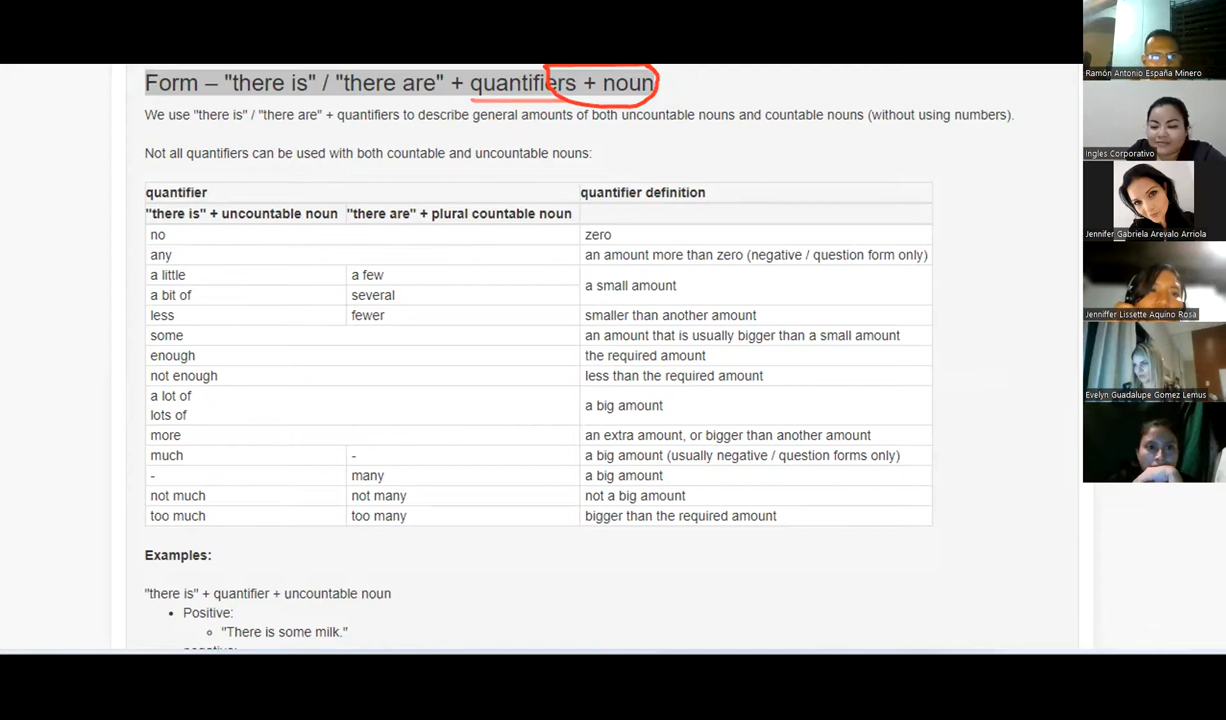 Form – "there is" / "there are" + quantifiers + noun
We use "there is" / "there are" + quantifiers to describe general amounts of both uncountable nouns and countable nouns (without using numbers).
Not all quantifiers can be used with both countable and uncountable nouns:
quantifier quantifier definition
"there is" + uncountable noun "there are" + plural countable noun
no zero
any an amount more than zero (negative / question form only)
a little a few
a small amount
a bit of several
less fewer smaller than another amount
some an amount that is usually bigger than a small amount
enough the required amount
not enough less than the required amount
a lot of
a big amount
lots of
more an extra amount, or bigger than another amount
much - a big amount (usually negative / question forms only)
- many a big amount
not much not many not a big amount
too much too many bigger than the required amount
Examples:
"there is" + quantifier + uncountable noun
• Positive:
○ "There is some milk."
Ramón Antonio España Minero
Ingles Corporativo
Jennifer Gabriela Arevalo Arriola
Jenniffer Lissette Aquino Rosa
Evelyn Guadalupe Gomez Lemus